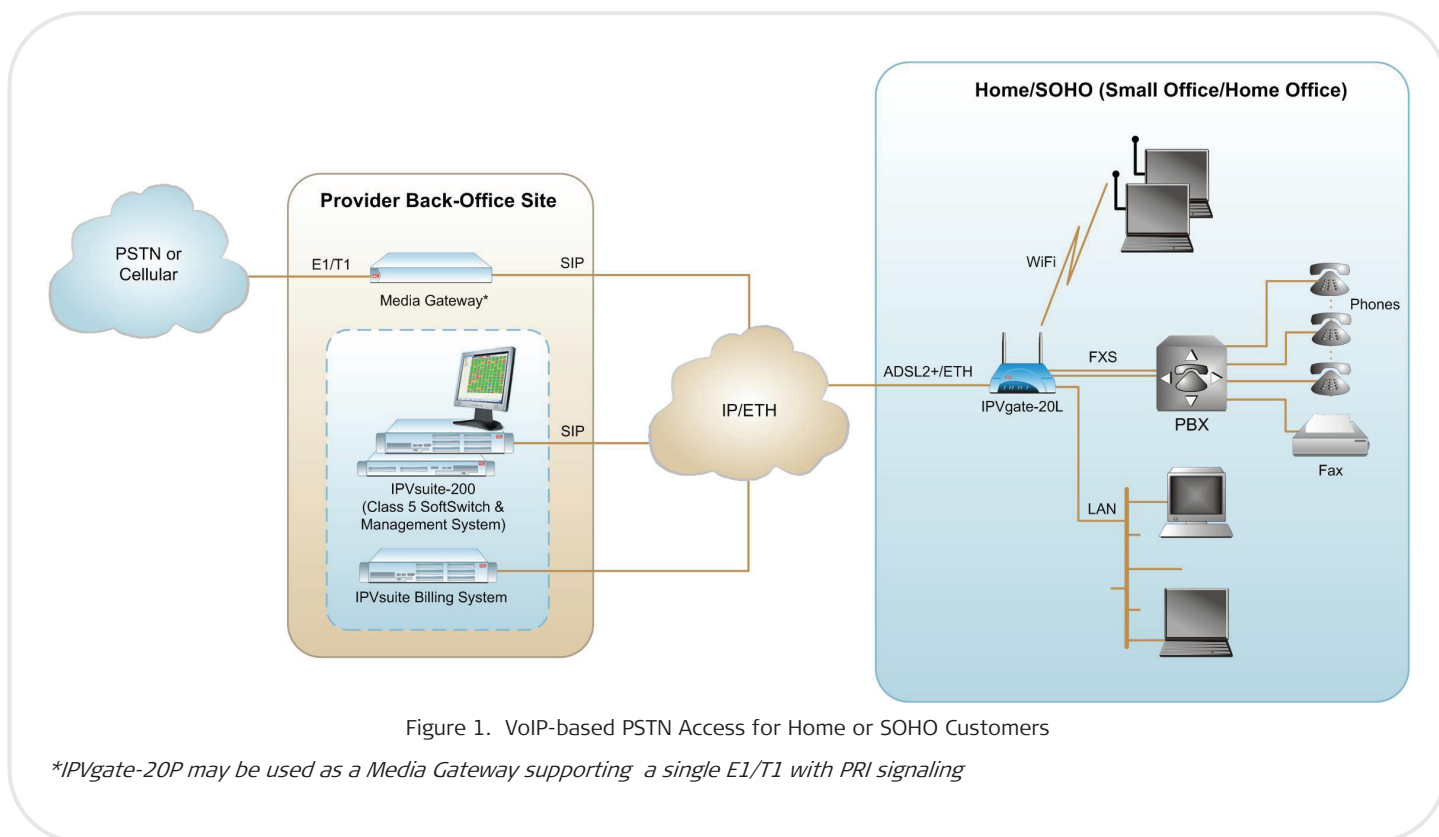 Home/SOHO (Small Office/Home Office)
Provider Back-Office Site
PSTN or
Cellular
E1/T1
SIP
Media Gateway*
WiFi
Phones
ADSL2+/ETH
FXS
IPVgate-20L
PBX
Fax
IP/ETH
SIP
IPVsuite-200
(Class 5 SoftSwitch &
Management System)
LAN
IPVsuite Billing System
Figure 1. VoIP-based PSTN Access for Home or SOHO Customers
*IPVgate-20P may be used as a Media Gateway supporting a single E1/T1 with PRI signaling